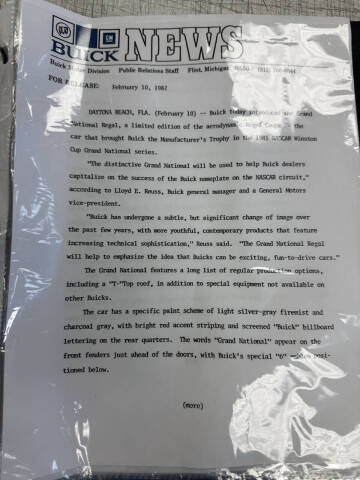 BUICK NEWS
GM
Buick Motor Division Public Relations Staff Flint, Michigan 48550
FOR RELEASE: February 10, 1982
DAYTONA BEACH, FLA. (February 10) -- Buick today introduced the Grand
National Regal, a limited edition of the aerodynamic Regal Coupe -- the
car that brought Buick the Manufacturer's Trophy in the 1981 NASCAR Winston
Cup Grand National series.
"The distinctive Grand National will be used to help Buick dealers
capitalize on the success of the Buick nameplate on the NASCAR circuit,"
according to Lloyd E. Reuss, Buick general manager and a General Motors
vice-president.
"Buick has undergone a subtle, but significant change of image over
the past few years, with more youthful, contemporary products that feature
increasing technical sophistication," Reuss said. "The Grand National Regal
will help to emphasize the idea that Buicks can be exciting, fun-to-drive cars."
The Grand National features a long list of regular production options,
including a "T"Top roof, in addition to special equipment not available on
other Buicks.
The car has a specific paint scheme of light silver-gray firemist and
charcoal gray, with bright red accent striping and screened "Buick" billboard
lettering on the rear quarters. The words "Grand National" appear on the
front fenders just ahead of the doors, with Buick's special "6" posi-
tioned below.
(more)